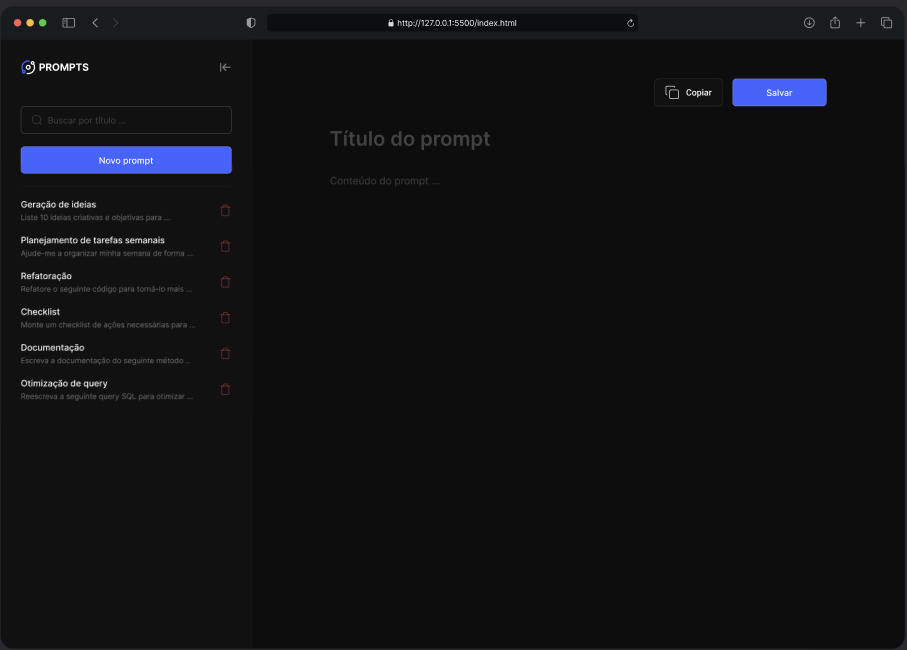 http://127.0.0.1:5500/index.html
PROMPTS
Buscar por título ...
Novo prompt
Geração de ideias
Liste 10 ideias criativas e objetivas para ...
Planejamento de tarefas semanais
Ajude-me a organizar minha semana de forma ...
Refatoração
Refatore o seguinte código para torná-lo mais ...
Checklist
Monte um checklist de ações necessárias para ...
Documentação
Escreva a documentação do seguinte método ..
Otimização de query
Reescreva a seguinte query SQL para otimizar ...
Copiar
Salvar
Título do prompt
Conteúdo do prompt ...